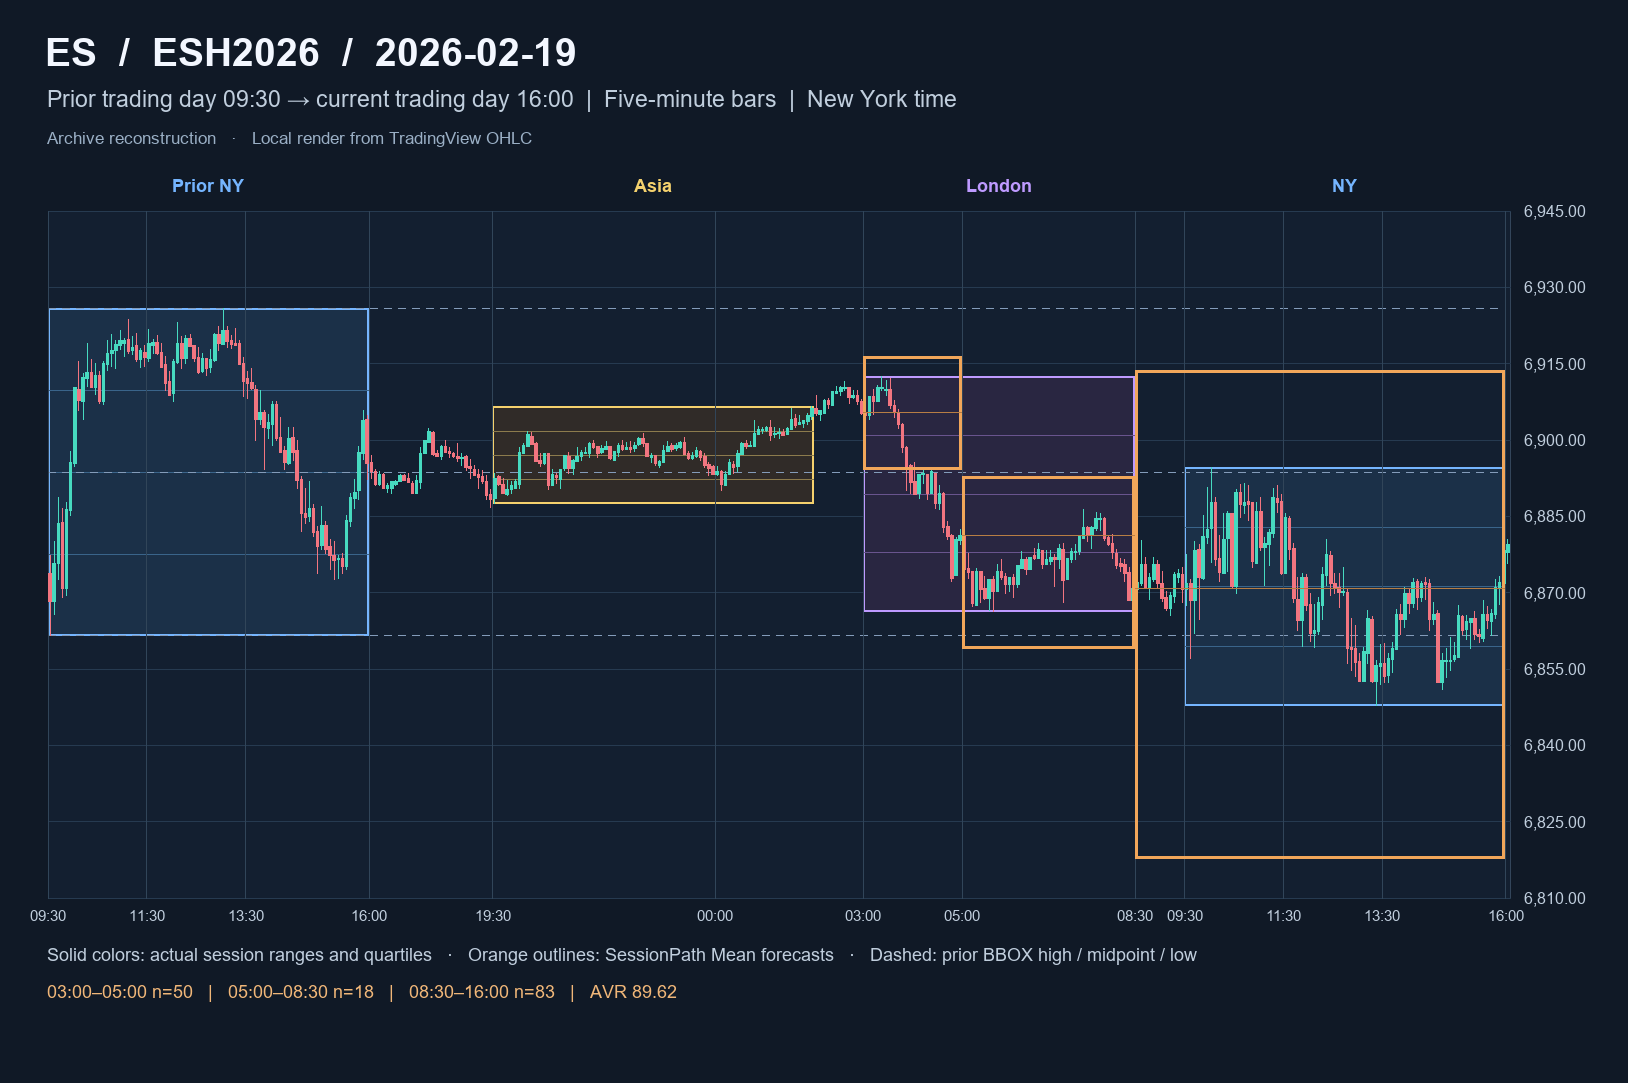 ES / ESH2026 / 2026-02-19
Prior trading day 09:30 → current trading day 16:00 | Five-minute bars | New York time
Archive reconstruction · Local render from TradingView OHLC
Prior NY Asia London NY
6,945.00
6,930.00
6,915.00
6,900.00
6,885.00
6,870.00
6,855.00
6,840.00
6,825.00
6,810.00
09:30 11:30 13:30 16:00 19:30 00:00 03:00 05:00 08:30 09:30 11:30 13:30 16:00
Solid colors: actual session ranges and quartiles · Orange outlines: SessionPath Mean forecasts · Dashed: prior BBOX high / midpoint / low
03:00–05:00 n=50 | 05:00–08:30 n=18 | 08:30–16:00 n=83 | AVR 89.62